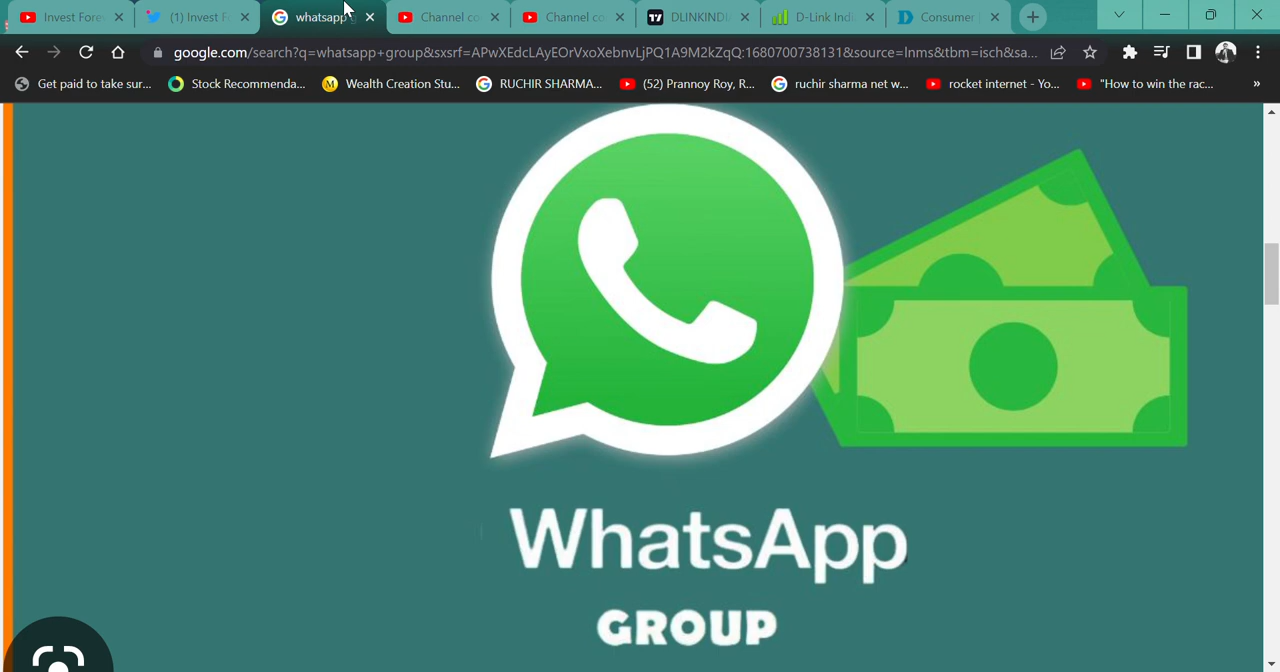 Invest Fore
(1) Invest Fo
whatsapp g
Channel co
Channel co
DLINKINDIA
D-Link Indi
Consumer
google.com/search?q=whatsapp+group&sxsrf=APwXEdcLAyEOrVxoXebnvLjPQ1A9M2kZqQ:1680700738131&source=lnms&tbm=isch&sa...
Get paid to take sur...
Stock Recommenda...
Wealth Creation Stu...
RUCHIR SHARMA...
(52) Prannoy Roy, R...
ruchir sharma net w...
rocket internet - Yo...
"How to win the rac...
WhatsApp
GROUP